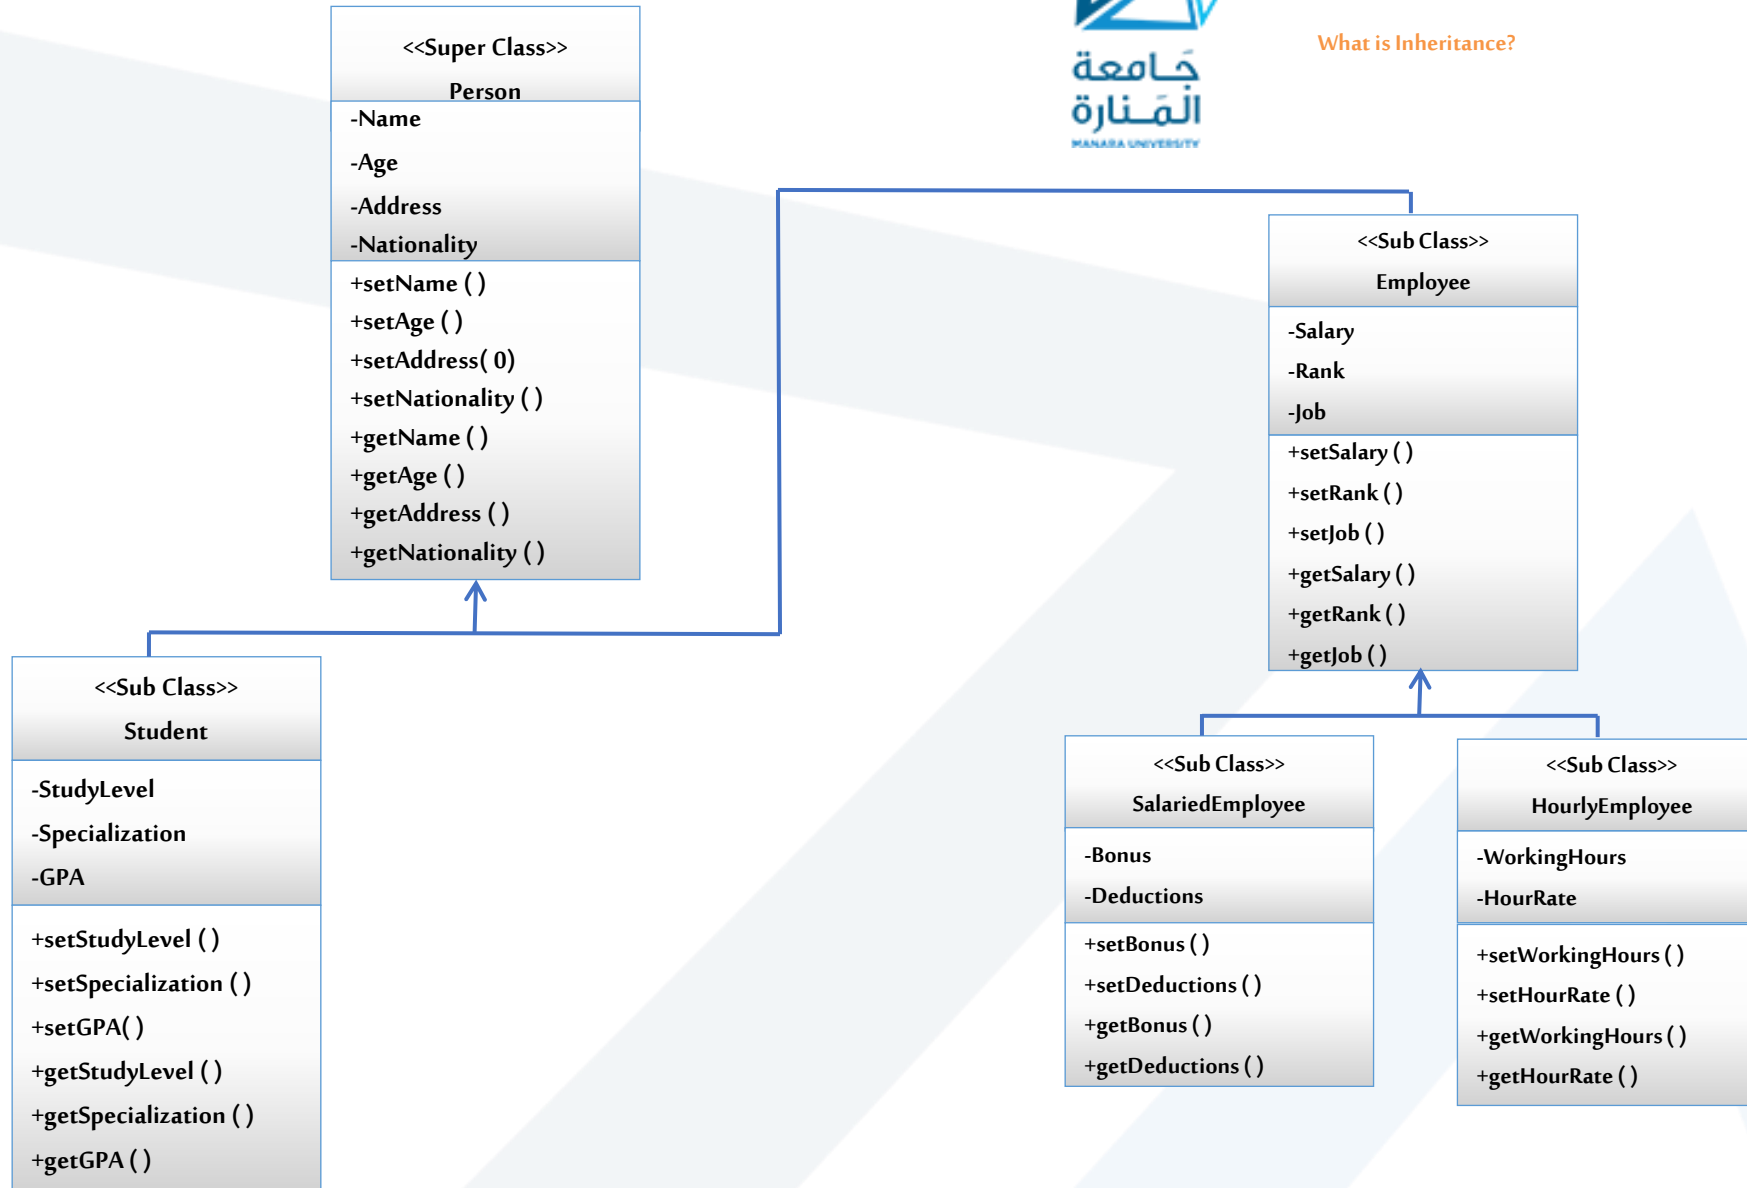 جَامعة
المَنارة
MANARA UNIVERSITY
What is Inheritance?
<<Super Class>>
Person
-Name
-Age
-Address
-Nationality
+setName ( )
+setAge ( )
+setAddress( 0)
+setNationality ( )
+getName ( )
+getAge ( )
+getAddress ( )
+getNationality ( )
<<Sub Class>>
Employee
-Salary
-Rank
-Job
+setSalary ( )
+setRank ( )
+setJob ( )
+getSalary ( )
+getRank ( )
+getJob ( )
<<Sub Class>>
Student
-StudyLevel
-Specialization
-GPA
+setStudyLevel ( )
+setSpecialization ( )
+setGPA( )
+getStudyLevel ( )
+getSpecialization ( )
+getGPA ( )
<<Sub Class>>
SalariedEmployee
-Bonus
-Deductions
+setBonus ( )
+setDeductions ( )
+getBonus ( )
+getDeductions ( )
<<Sub Class>>
HourlyEmployee
-WorkingHours
-HourRate
+setWorkingHours ( )
+setHourRate ( )
+getWorkingHours ( )
+getHourRate ( )